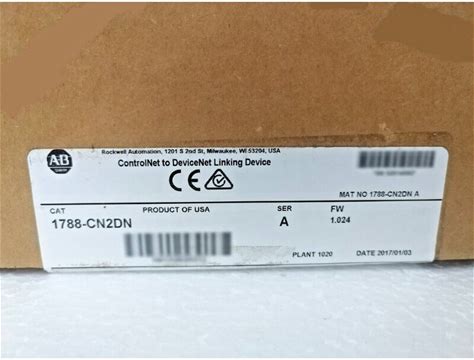 AB
Rockwell Automation, 1201 S 2nd St, Milwaukee, WI 53204, USA
ControlNet to DeviceNet Linking Device
CE
MAT NO 1788-CN2DN A
CAT
PRODUCT OF USA
SER
FW
1788-CN2DN
A
1.024
PLANT 1020
DATE 2017/01/03